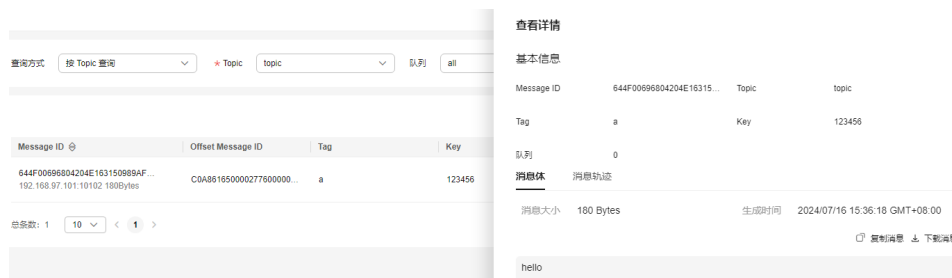 查询方式 按 Topic 查询 * Topic topic 队列 all
Message ID Offset Message ID Tag Key
644F00696804204E163150989AF... C0A861650000277600000... a 123456
192.168.97.101:10102 180Bytes
总条数: 1 10 < 1 >
查看详情
基本信息
Message ID 644F00696804204E16315... Topic topic
Tag a Key 123456
队列 0
消息体 消息轨迹
消息大小 180 Bytes 生成时间 2024/07/16 15:36:18 GMT+08:00
复制消息 下载消息
hello